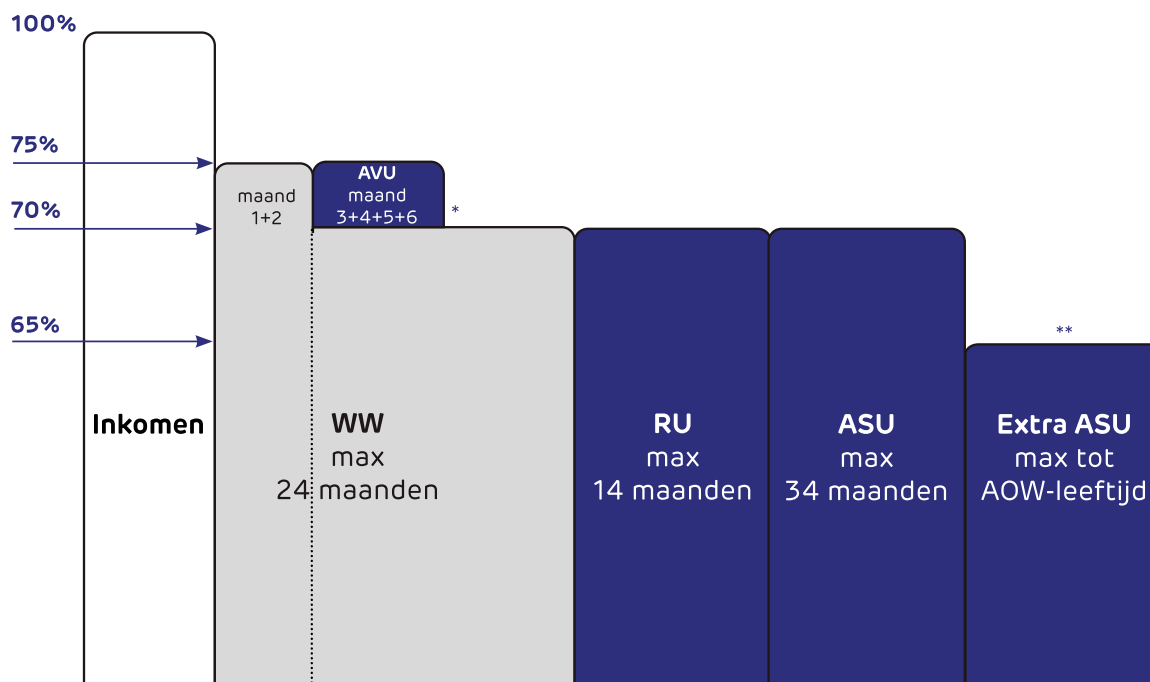 100%
75%
70%
65%
Inkomen
maand
1+2
AVU
maand
3+4+5+6
*
WW
max
24 maanden
RU
max
14 maanden
ASU
max
34 maanden
**
Extra ASU
max tot
AOW-leeftijd